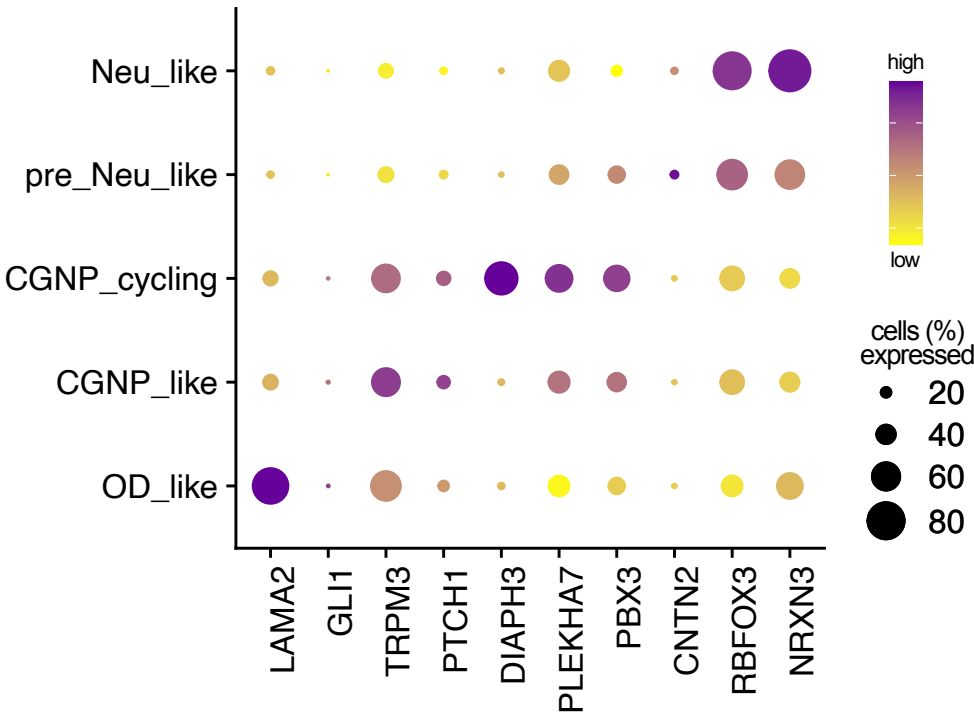 Neu_like
pre_Neu_like
CGNP_cycling
CGNP_like
OD_like
LAMA2
GLI1
TRPM3
PTCH1
DIAPH3
PLEKHA7
PBX3
CNTN2
RBFOX3
NRXN3
high
low
cells (%)
expressed
20
40
60
80